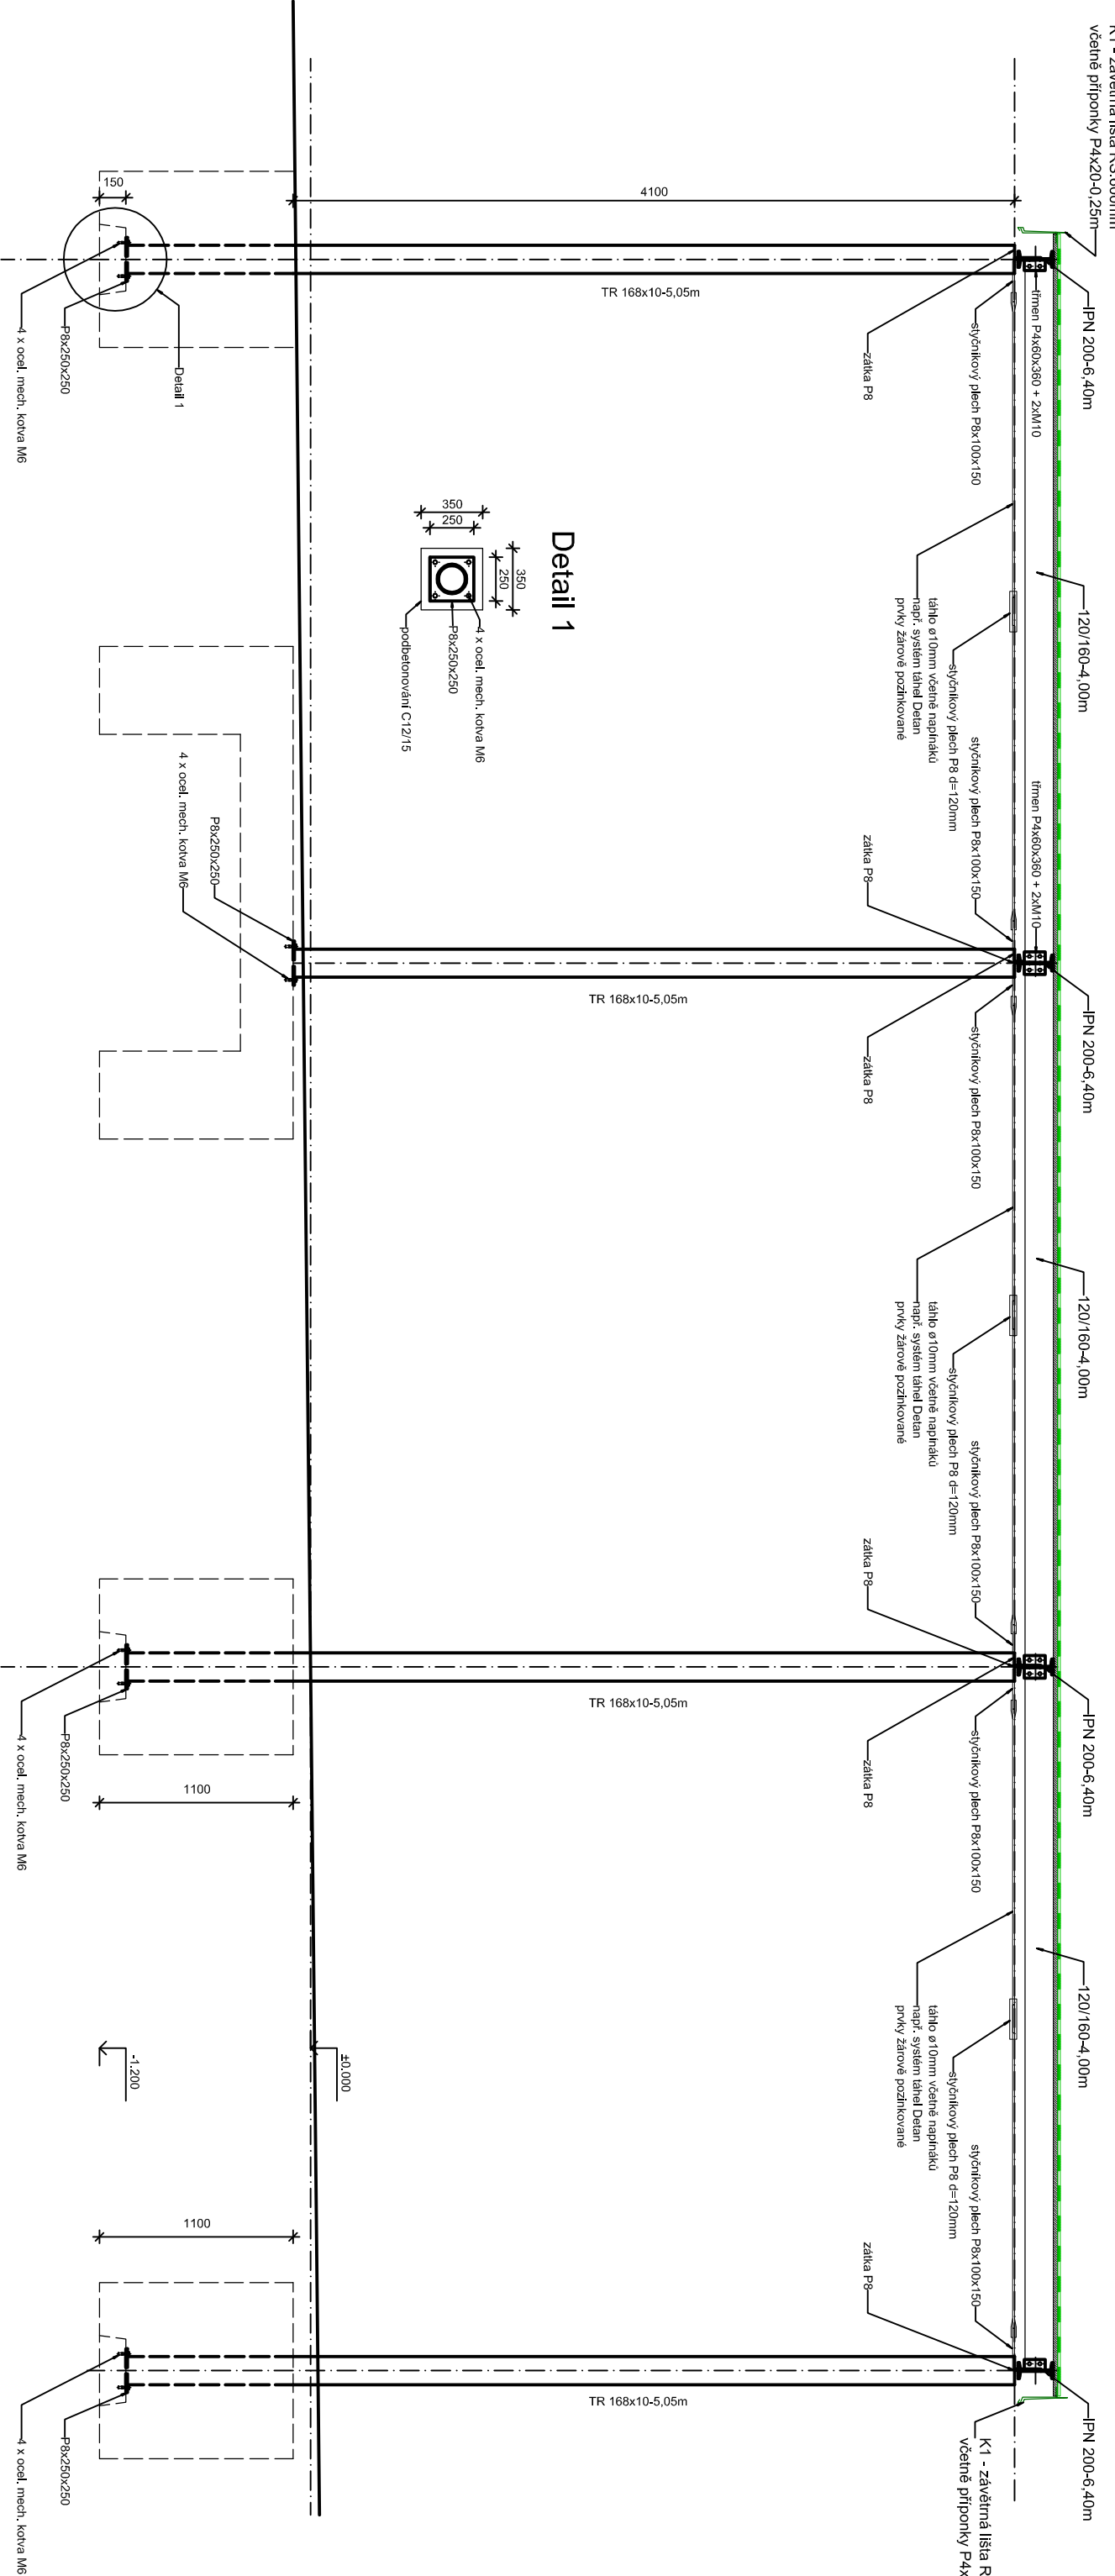 K1 - závětrná lišta
včetně příponky P4x20-0,25m
IPN 200-6,40m
třmen P4x60x360 + 2xM10
120/160-4,00m
třmen P4x60x360 + 2xM10
IPN 200-6,40m
120/160-4,00m
IPN 200-6,40m
120/160-4,00m
IPN 200-6,40m
K1 - závětrná lišta R
včetně příponky P4x
4100
TR 168x10-5,05m
zátka P8
styčníkový plech P8x100x150
táhlo ø10mm včetně napínáků
např. systém táhel Detan
prvky žárově pozinkované
styčníkový plech P8 d=120mm
styčníkový plech P8x100x150
zátka P8
TR 168x10-5,05m
zátka P8
styčníkový plech P8x100x150
táhlo ø10mm včetně napínáků
např. systém táhel Detan
prvky žárově pozinkované
styčníkový plech P8 d=120mm
styčníkový plech P8x100x150
zátka P8
TR 168x10-5,05m
zátka P8
styčníkový plech P8x100x150
táhlo ø10mm včetně napínáků
např. systém táhel Detan
prvky žárově pozinkované
styčníkový plech P8 d=120mm
styčníkový plech P8x100x150
zátka P8
TR 168x10-5,05m
Detail 1
350
250
350
250
4 x ocel. mech. kotva M6
P8x250x250
podbetonování C12/15
150
Detail 1
P8x250x250
4 x ocel. mech. kotva M6
P8x250x250
4 x ocel. mech. kotva M6
P8x250x250
4 x ocel. mech. kotva M6
1100
±0.000
-1.200
1100
P8x250x250
4 x ocel. mech. kotva M6